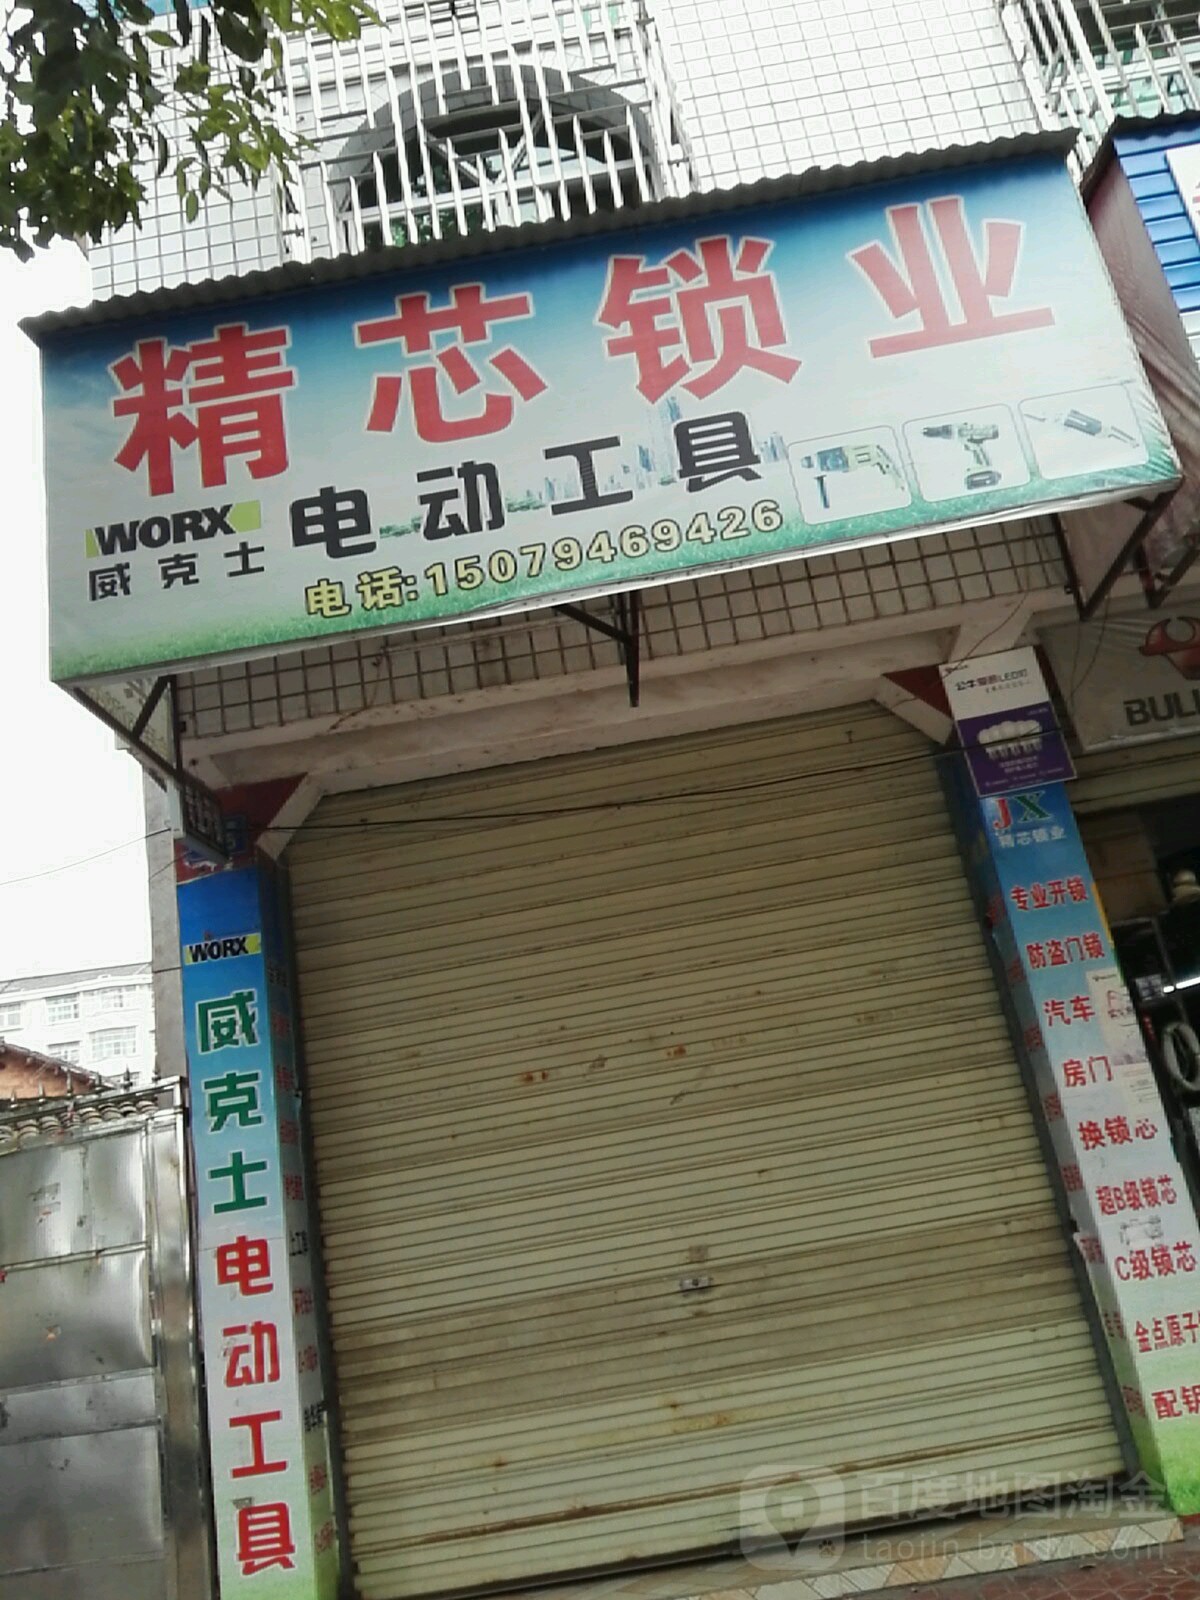 精芯锁业
WORX 电动工具
威克士
电话:15079469426
WORX
威克士电动工具
JX
精芯锁业
专业开锁
防盗门锁
汽车
房门
换锁芯
超B级锁芯
C级锁芯
金点原子
配钥
BULL
百度地图淘金
taojin.baidu.com